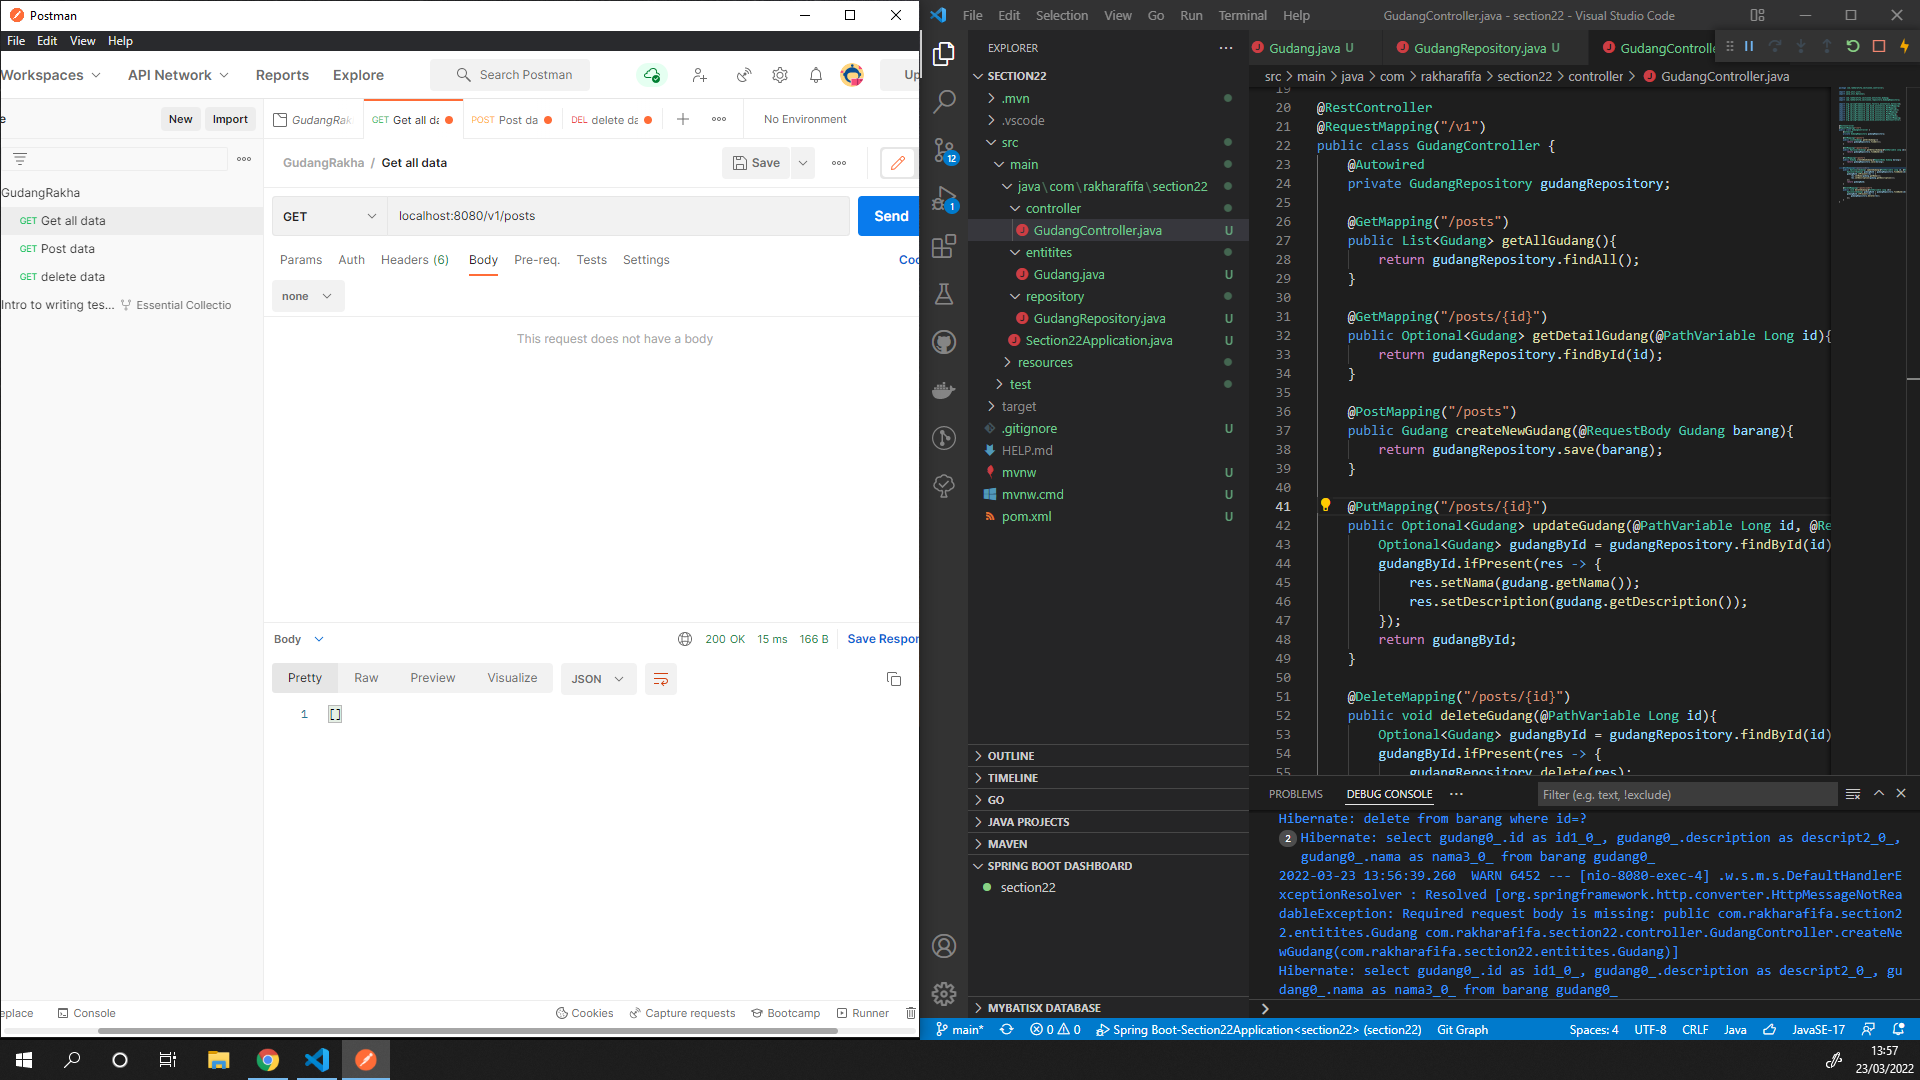 Postman
File Edit View Help
Workspaces API Network Reports Explore Search Postman Up
e New Import GudangRak GET Get all da POST Post da DEL delete da No Environment
GudangRakha / Get all data Save
GudangRakha
GET Get all data
GET Post data
GET delete data
Intro to writing tes... Essential Collectio
GET localhost:8080/v1/posts Send
Params Auth Headers (6) Body Pre-req. Tests Settings Coo
none
This request does not have a body
Body 200 OK 15 ms 166 B Save Respon
Pretty Raw Preview Visualize JSON
1 []
eplace Console Cookies Capture requests Bootcamp Runner
File Edit Selection View Go Run Terminal Help GudangController.java - section22 - Visual Studio Code
EXPLORER
SECTION22
.mvn
.vscode
src
main
java\com\rakharafifa\section22
controller
GudangController.java U
entitites
Gudang.java U
repository
GudangRepository.java U
Section22Application.java U
resources
test
target
.gitignore U
HELP.md
mvnw U
mvnw.cmd U
pom.xml U
OUTLINE
TIMELINE
GO
JAVA PROJECTS
MAVEN
SPRING BOOT DASHBOARD
section22
MYBATISX DATABASE
12
1
Gudang.java U GudangRepository.java U GudangControlle
src > main > java > com > rakharafifa > section22 > controller > GudangController.java
19
20 @RestController
21 @RequestMapping("/v1")
22 public class GudangController {
23 @Autowired
24 private GudangRepository gudangRepository;
25
26 @GetMapping("/posts")
27 public List<Gudang> getAllGudang(){
28 return gudangRepository.findAll();
29 }
30
31 @GetMapping("/posts/{id}")
32 public Optional<Gudang> getDetailGudang(@PathVariable Long id){
33 return gudangRepository.findById(id);
34 }
35
36 @PostMapping("/posts")
37 public Gudang createNewGudang(@RequestBody Gudang barang){
38 return gudangRepository.save(barang);
39 }
40
41 @PutMapping("/posts/{id}")
42 public Optional<Gudang> updateGudang(@PathVariable Long id, @Re
43 Optional<Gudang> gudangById = gudangRepository.findById(id)
44 gudangById.ifPresent(res -> {
45 res.setNama(gudang.getNama());
46 res.setDescription(gudang.getDescription());
47 });
48 return gudangById;
49 }
50
51 @DeleteMapping("/posts/{id}")
52 public void deleteGudang(@PathVariable Long id){
53 Optional<Gudang> gudangById = gudangRepository.findById(id)
54 gudangById.ifPresent(res -> {
55 gudangRepository.delete(res);
PROBLEMS DEBUG CONSOLE Filter (e.g. text, !exclude)
Hibernate: delete from barang where id=?
2 Hibernate: select gudang0_.id as id1_0_, gudang0_.description as descript2_0_,
gudang0_.nama as nama3_0_ from barang gudang0_
2022-03-23 13:56:39.260 WARN 6452 --- [nio-8080-exec-4] .w.s.m.s.DefaultHandlerE
xceptionResolver : Resolved [org.springframework.http.converter.HttpMessageNotRea
dableException: Required request body is missing: public com.rakharafifa.section2
2.entitites.Gudang com.rakharafifa.section22.controller.GudangController.createNe
wGudang(com.rakharafifa.section22.entitites.Gudang)]
Hibernate: select gudang0_.id as id1_0_, gudang0_.description as descript2_0_, gu
dang0_.nama as nama3_0_ from barang gudang0_
main* 0 0 Spring Boot-Section22Application<section22> (section22) Git Graph Spaces: 4 UTF-8 CRLF Java JavaSE-17
13:57
23/03/2022